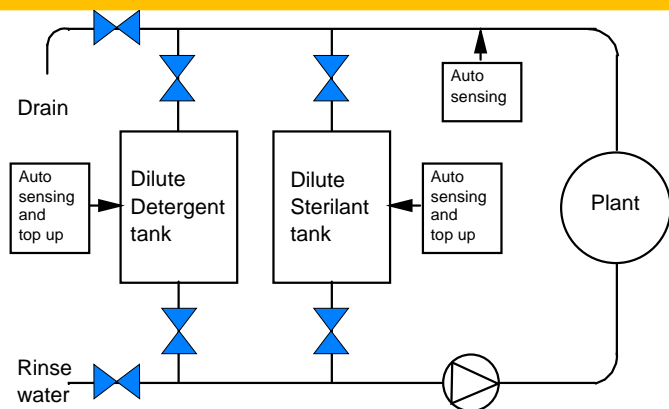 Drain
Auto
sensing
Auto
sensing
and
top up
Dilute
Detergent
tank
Dilute
Sterilant
tank
Auto
sensing
and
top up
Plant
Rinse
water